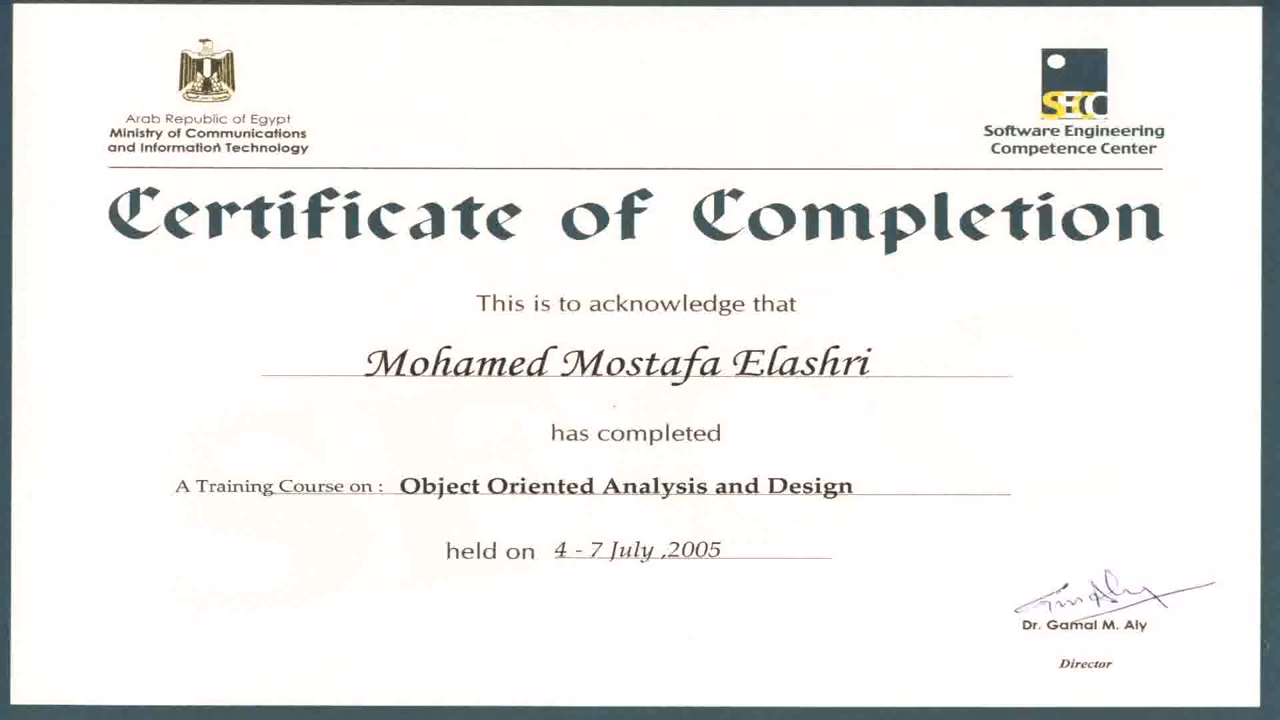 Arab Republic of Egypt
Ministry of Communications
and Information Technology
SECC
Software Engineering
Competence Center
Certificate of Completion
This is to acknowledge that
Mohamed Mostafa Elashri
has completed
A Training Course on : Object Oriented Analysis and Design
held on 4 - 7 July ,2005
Dr. Gamal M. Aly
Director